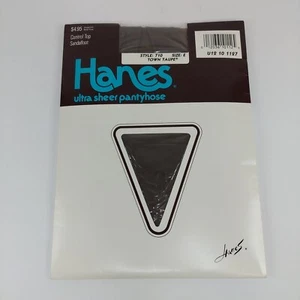 $4.95
Control Top
Sandalfoot
STYLE: 710 SIZE: E
TOWN TAUPE
Hanes
ultra sheer pantyhose
Hanes